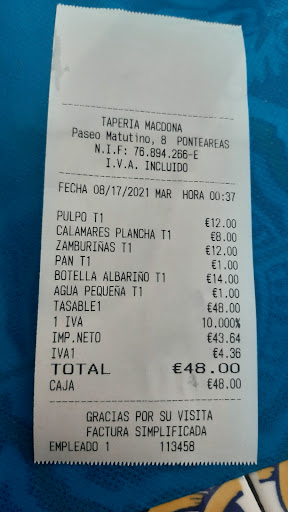 TAPERIA MACDONA
Paseo Matutino, 8 PONTEAREAS
N.I.F: 76.894.266-E
I.V.A. INCLUIDO
FECHA 08/17/2021 MAR HORA 00:37
PULPO T1 €12.00
CALAMARES PLANCHA T1 €8.00
ZAMBURIÑAS T1 €12.00
PAN T1 €1.00
BOTELLA ALBARIÑO T1 €14.00
AGUA PEQUEÑA T1 €1.00
TASABLE1 €48.00
1 IVA 10.000%
IMP.NETO €43.64
IVA1 €4.36
TOTAL €48.00
CAJA €48.00
GRACIAS POR SU VISITA
FACTURA SIMPLIFICADA
EMPLEADO 1 113458